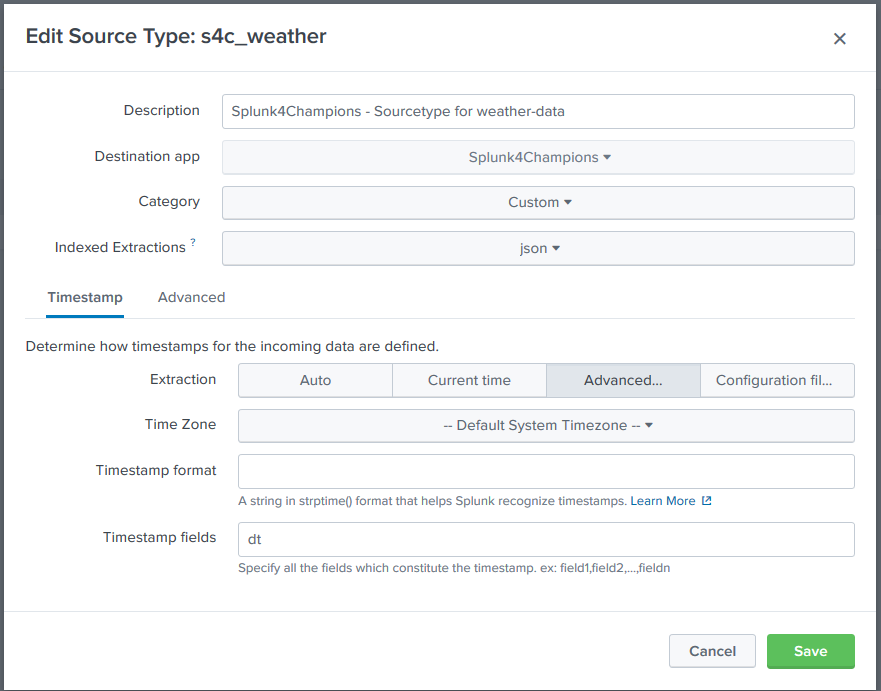 Edit Source Type: s4c_weather
×
Description
Splunk4Champions - Sourcetype for weather-data
Destination app
Splunk4Champions
Category
Custom
Indexed Extractions ?
json
Timestamp
Advanced
Determine how timestamps for the incoming data are defined.
Extraction
Auto
Current time
Advanced...
Configuration fil...
Time Zone
-- Default System Timezone --
Timestamp format
A string in strptime() format that helps Splunk recognize timestamps. Learn More
Timestamp fields
dt
Specify all the fields which constitute the timestamp. ex: field1,field2,...,fieldn
Cancel
Save